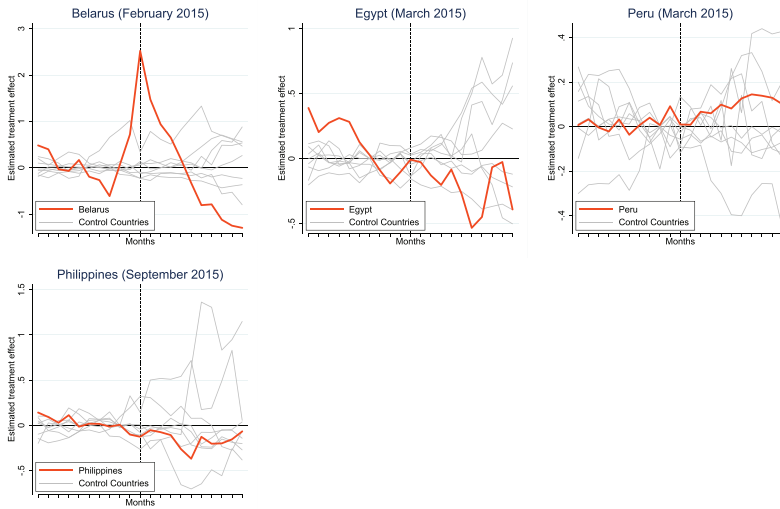 Belarus (February 2015)
Estimated treatment effect
3
2
1
0
-1
Belarus
Control Countries
Months
Egypt (March 2015)
Estimated treatment effect
1
.5
0
-.5
Egypt
Control Countries
Months
Peru (March 2015)
Estimated treatment effect
.4
.2
0
-.2
-.4
Peru
Control Countries
Months
Philippines (September 2015)
Estimated treatment effect
1.5
1
.5
0
-.5
Philippines
Control Countries
Months